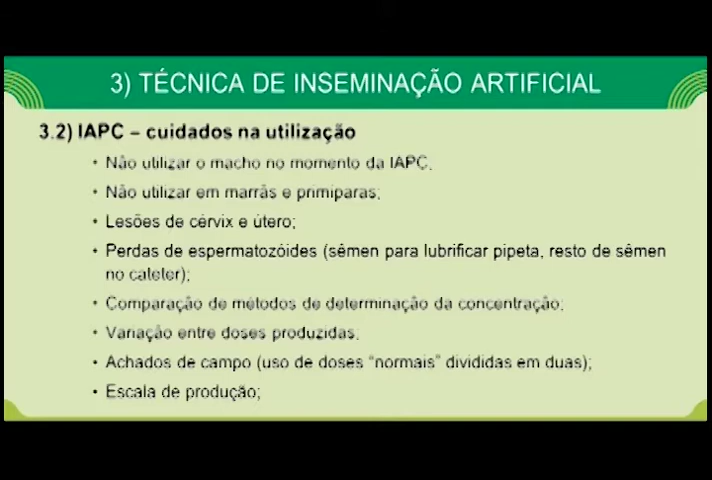 3) TÉCNICA DE INSEMINAÇÃO ARTIFICIAL
3.2) IAPC – cuidados na utilização
• Não utilizar o macho no momento da IAPC;
• Não utilizar em marrãs e primíparas;
• Lesões de cérvix e útero;
• Perdas de espermatozóides (sêmen para lubrificar pipeta, resto de sêmen
no cateter);
• Comparação de métodos de determinação da concentração;
• Variação entre doses produzidas;
• Achados de campo (uso de doses “normais” divididas em duas);
• Escala de produção;